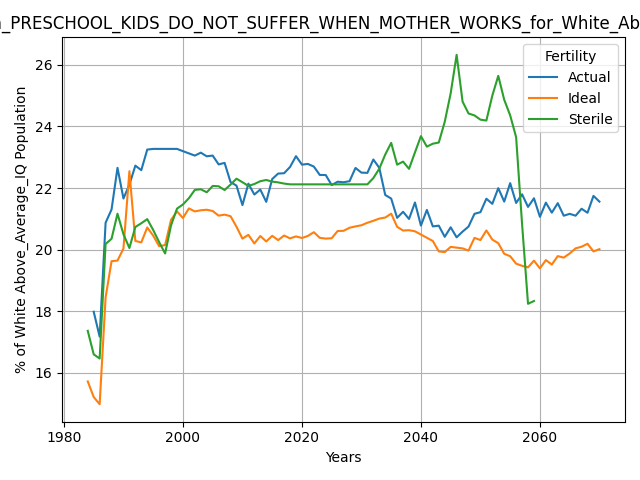 _PRESCHOOL_KIDS_DO_NOT_SUFFER_WHEN_MOTHER_WORKS_for_White_Ab
% of White Above_Average_IQ Population
26
24
22
20
18
16
1980
2000
2020
2040
2060
Years
Fertility
Actual
Ideal
Sterile